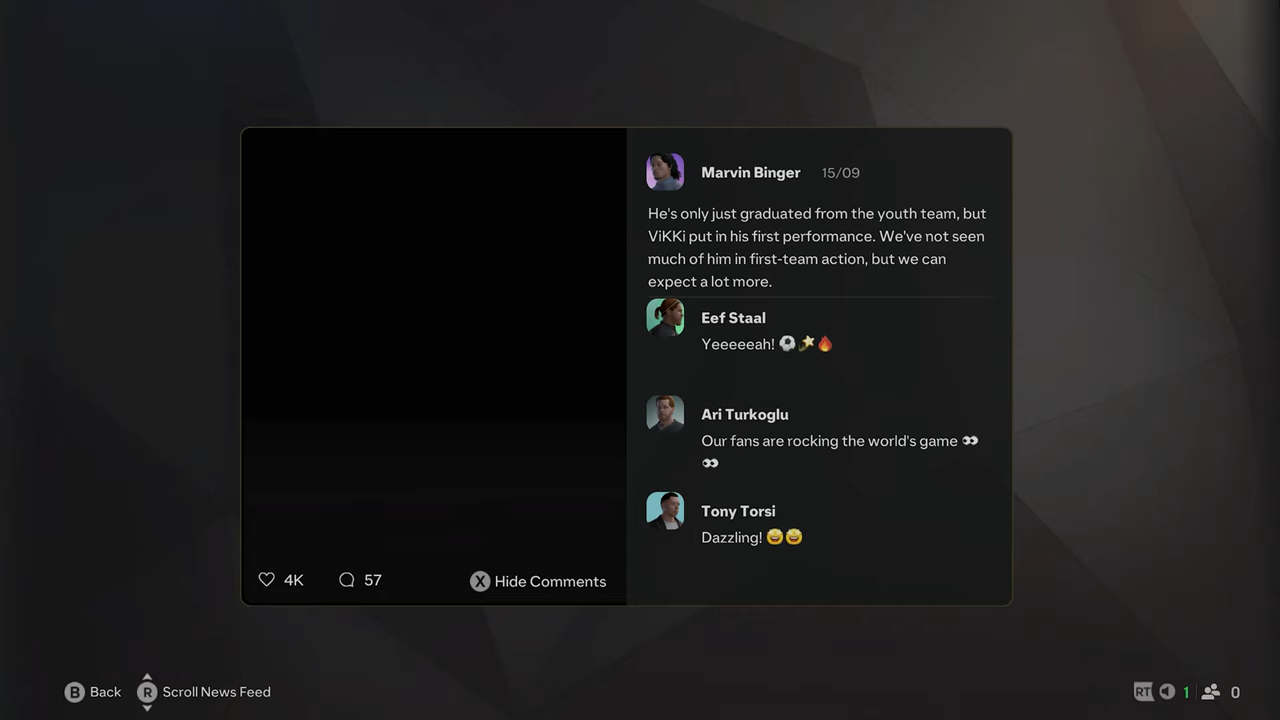 Marvin Binger 15/09
He's only just graduated from the youth team, but
ViKKi put in his first performance. We've not seen
much of him in first-team action, but we can
expect a lot more.
Eef Staal
Yeeeeeah! ⚽🌠🔥
Ari Turkoglu
Our fans are rocking the world's game 👀
👀
Tony Torsi
Dazzling! 😆😆
4K 57 X Hide Comments
B Back R Scroll News Feed
RT 1 0